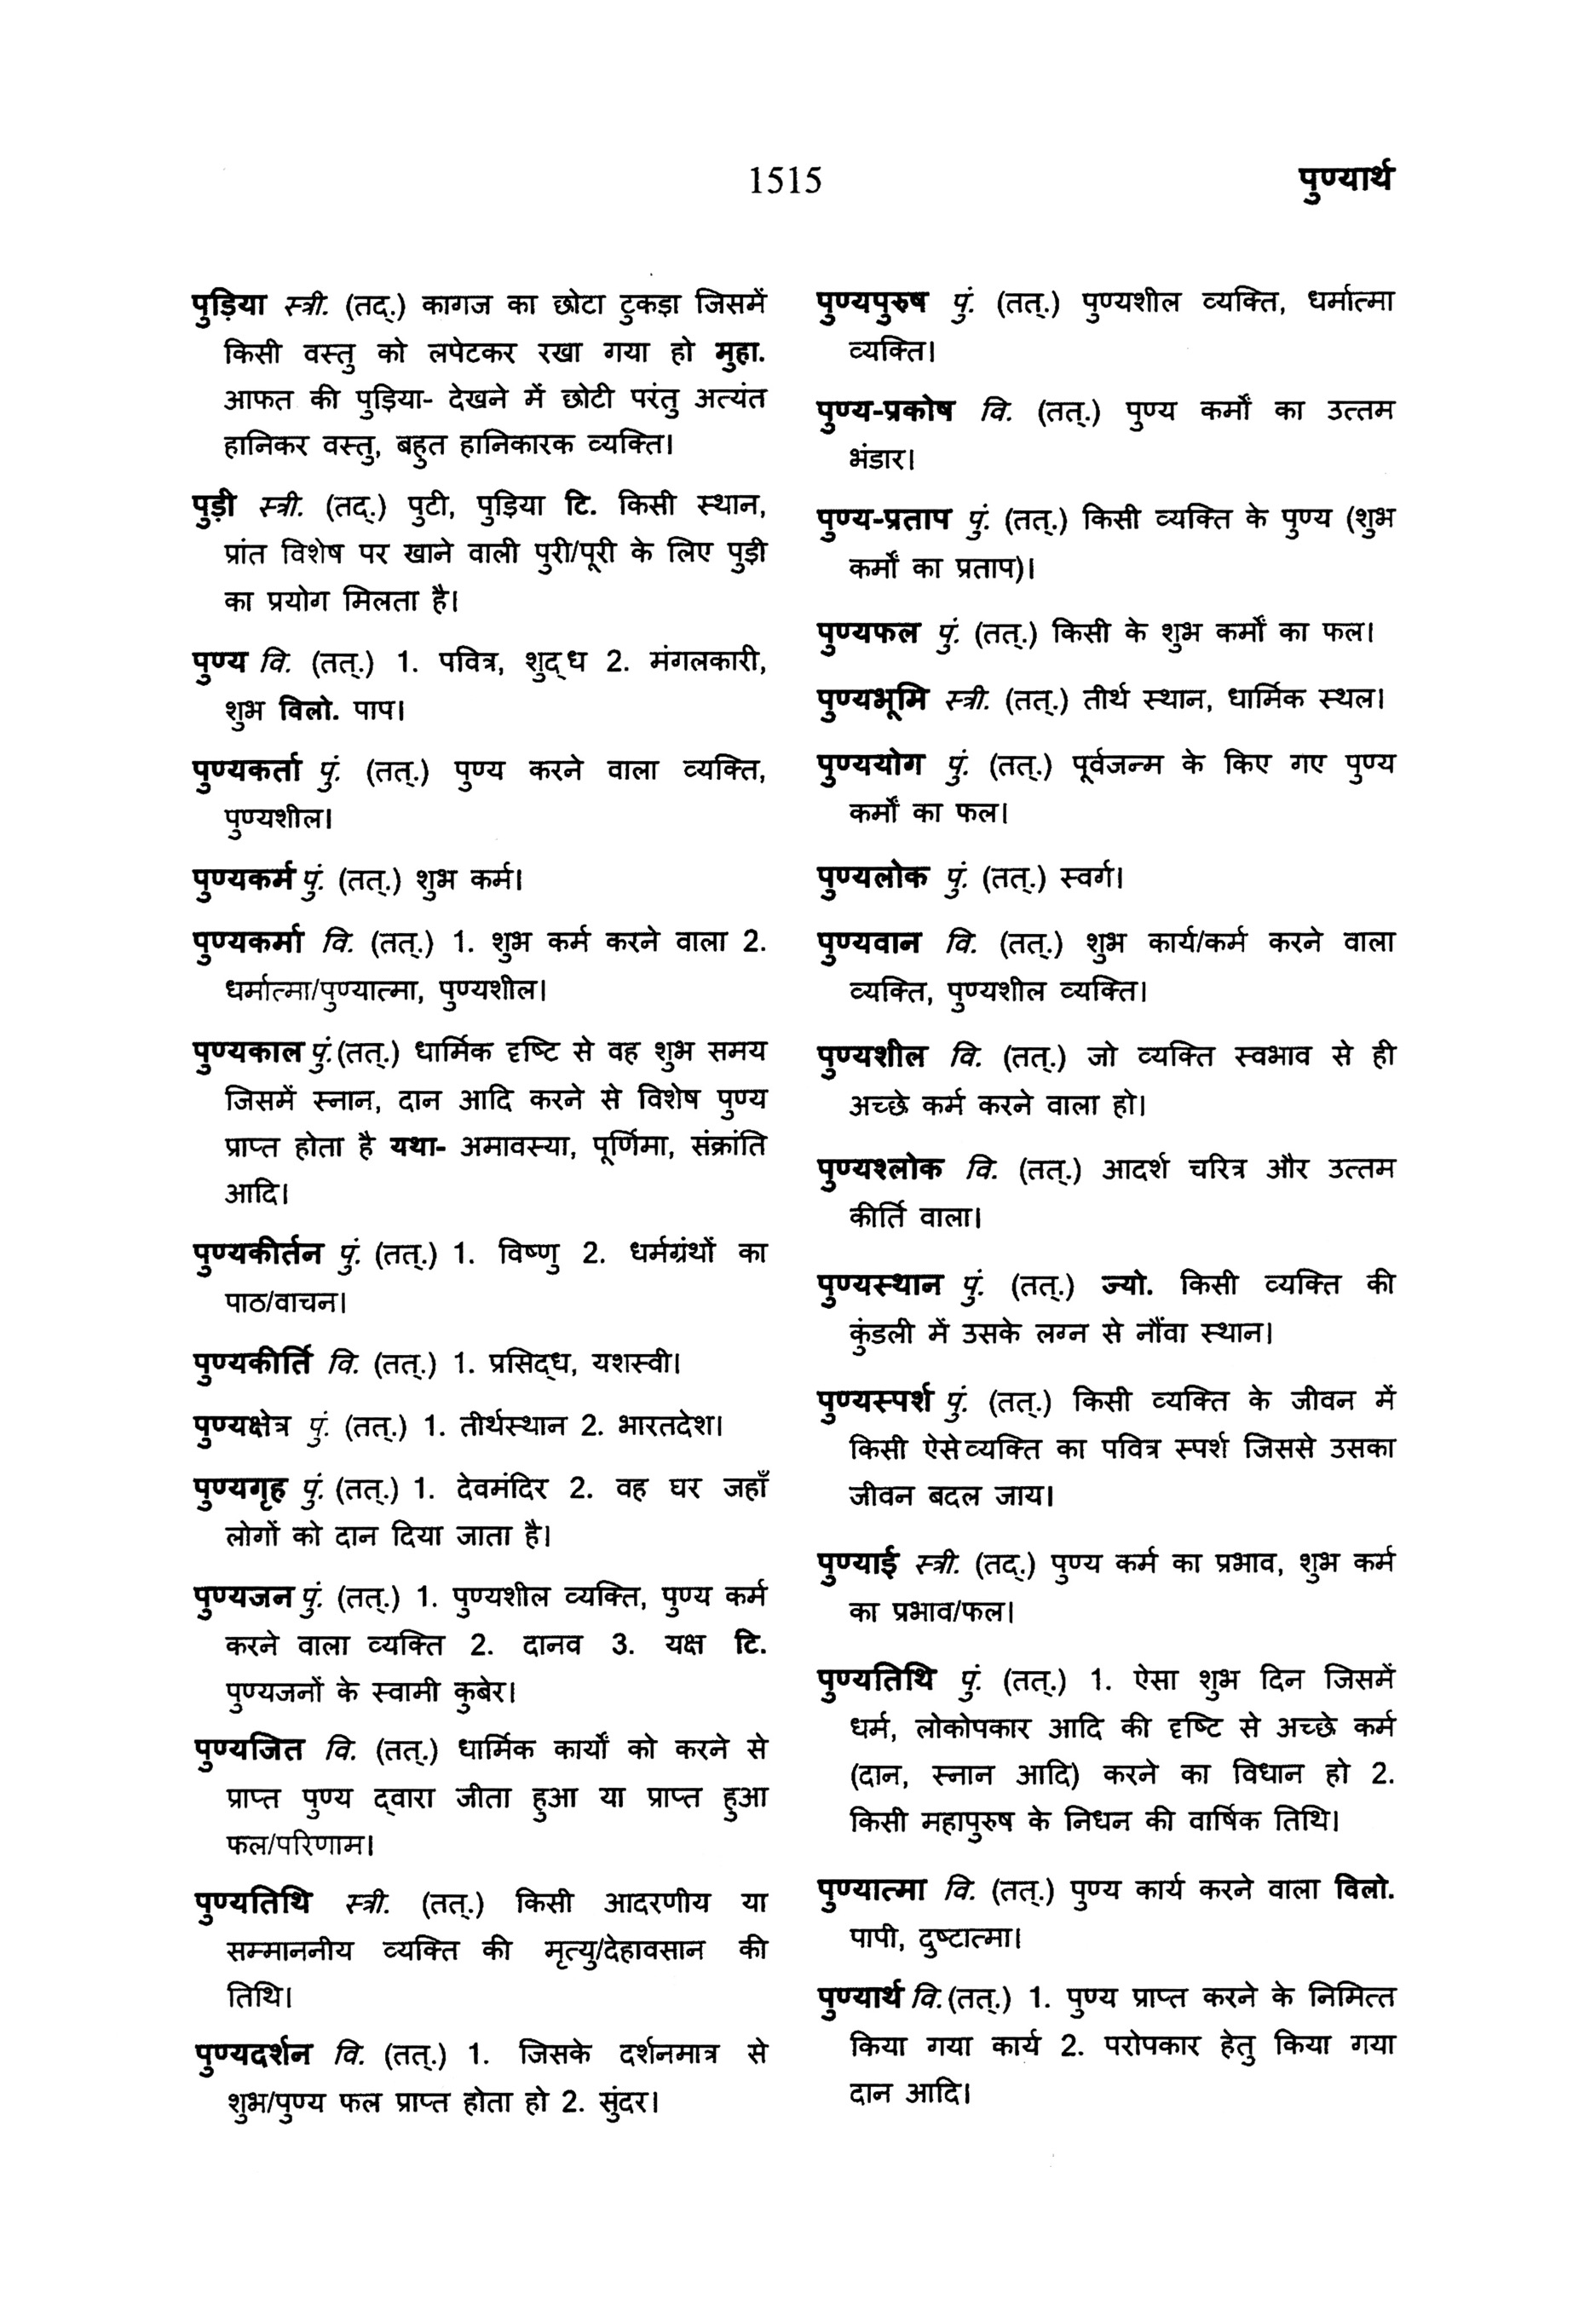 1515
पुण्यार्थ
पुड़िया स्त्री. (तद्.) कागज का छोटा टुकड़ा जिसमें
किसी वस्तु को लपेटकर रखा गया हो मुहा.
आफत की पुड़िया- देखने में छोटी परंतु अत्यंत
हानिकर वस्तु, बहुत हानिकारक व्यक्ति।
पुड़ी स्त्री. (तद्.) पुटी, पुड़िया टि. किसी स्थान,
प्रांत विशेष पर खाने वाली पुरी/पूरी के लिए पुड़ी
का प्रयोग मिलता है।
पुण्य वि. (तत्.) 1. पवित्र, शुद्ध 2. मंगलकारी,
शुभ विलो. पाप।
पुण्यकर्ता पुं. (तत्.) पुण्य करने वाला व्यक्ति,
पुण्यशील।
पुण्यकर्म पुं. (तत्.) शुभ कर्म।
पुण्यकर्मा वि. (तत्.) 1. शुभ कर्म करने वाला 2.
धर्मात्मा/पुण्यात्मा, पुण्यशील।
पुण्यकाल पुं.(तत्.) धार्मिक दृष्टि से वह शुभ समय
जिसमें स्नान, दान आदि करने से विशेष पुण्य
प्राप्त होता है यथा- अमावस्या, पूर्णिमा, संक्रांति
आदि।
पुण्यकीर्तन पुं. (तत्.) 1. विष्णु 2. धर्मग्रंथों का
पाठ/वाचन।
पुण्यकीर्ति वि. (तत्.) 1. प्रसिद्ध, यशस्वी।
पुण्यक्षेत्र पुं. (तत्.) 1. तीर्थस्थान 2. भारतदेश।
पुण्यगृह पुं. (तत्.) 1. देवमंदिर 2. वह घर जहाँ
लोगों को दान दिया जाता है।
पुण्यजन पुं. (तत्.) 1. पुण्यशील व्यक्ति, पुण्य कर्म
करने वाला व्यक्ति 2. दानव 3. यक्ष टि.
पुण्यजनों के स्वामी कुबेर।
पुण्यजित वि. (तत्.) धार्मिक कार्यों को करने से
प्राप्त पुण्य द्वारा जीता हुआ या प्राप्त हुआ
फल/परिणाम।
पुण्यतिथि स्त्री. (तत्.) किसी आदरणीय या
सम्माननीय व्यक्ति की मृत्यु/देहावसान की
तिथि।
पुण्यदर्शन वि. (तत्.) 1. जिसके दर्शनमात्र से
शुभ/पुण्य फल प्राप्त होता हो 2. सुंदर।
पुण्यपुरुष पुं. (तत्.) पुण्यशील व्यक्ति, धर्मात्मा
व्यक्ति।
पुण्य-प्रकोष वि. (तत्.) पुण्य कर्मों का उत्तम
भंडार।
पुण्य-प्रताप पुं. (तत्.) किसी व्यक्ति के पुण्य (शुभ
कर्मों का प्रताप)।
पुण्यफल पुं. (तत्.) किसी के शुभ कर्मों का फल।
पुण्यभूमि स्त्री. (तत्.) तीर्थ स्थान, धार्मिक स्थल।
पुण्ययोग पुं. (तत्.) पूर्वजन्म के किए गए पुण्य
कर्मों का फल।
पुण्यलोक पुं. (तत्.) स्वर्ग।
पुण्यवान वि. (तत्.) शुभ कार्य/कर्म करने वाला
व्यक्ति, पुण्यशील व्यक्ति।
पुण्यशील वि. (तत्.) जो व्यक्ति स्वभाव से ही
अच्छे कर्म करने वाला हो।
पुण्यश्लोक वि. (तत्.) आदर्श चरित्र और उत्तम
कीर्ति वाला।
पुण्यस्थान पुं. (तत्.) ज्यो. किसी व्यक्ति की
कुंडली में उसके लग्न से नौंवा स्थान।
पुण्यस्पर्श पुं. (तत्.) किसी व्यक्ति के जीवन में
किसी ऐसे व्यक्ति का पवित्र स्पर्श जिससे उसका
जीवन बदल जाय।
पुण्याई स्त्री. (तद्.) पुण्य कर्म का प्रभाव, शुभ कर्म
का प्रभाव/फल।
पुण्यतिथि पुं. (तत्.) 1. ऐसा शुभ दिन जिसमें
धर्म, लोकोपकार आदि की दृष्टि से अच्छे कर्म
(दान, स्नान आदि) करने का विधान हो 2.
किसी महापुरुष के निधन की वार्षिक तिथि।
पुण्यात्मा वि. (तत्.) पुण्य कार्य करने वाला विलो.
पापी, दुष्टात्मा।
पुण्यार्थ वि.(तत्.) 1. पुण्य प्राप्त करने के निमित्त
किया गया कार्य 2. परोपकार हेतु किया गया
दान आदि।